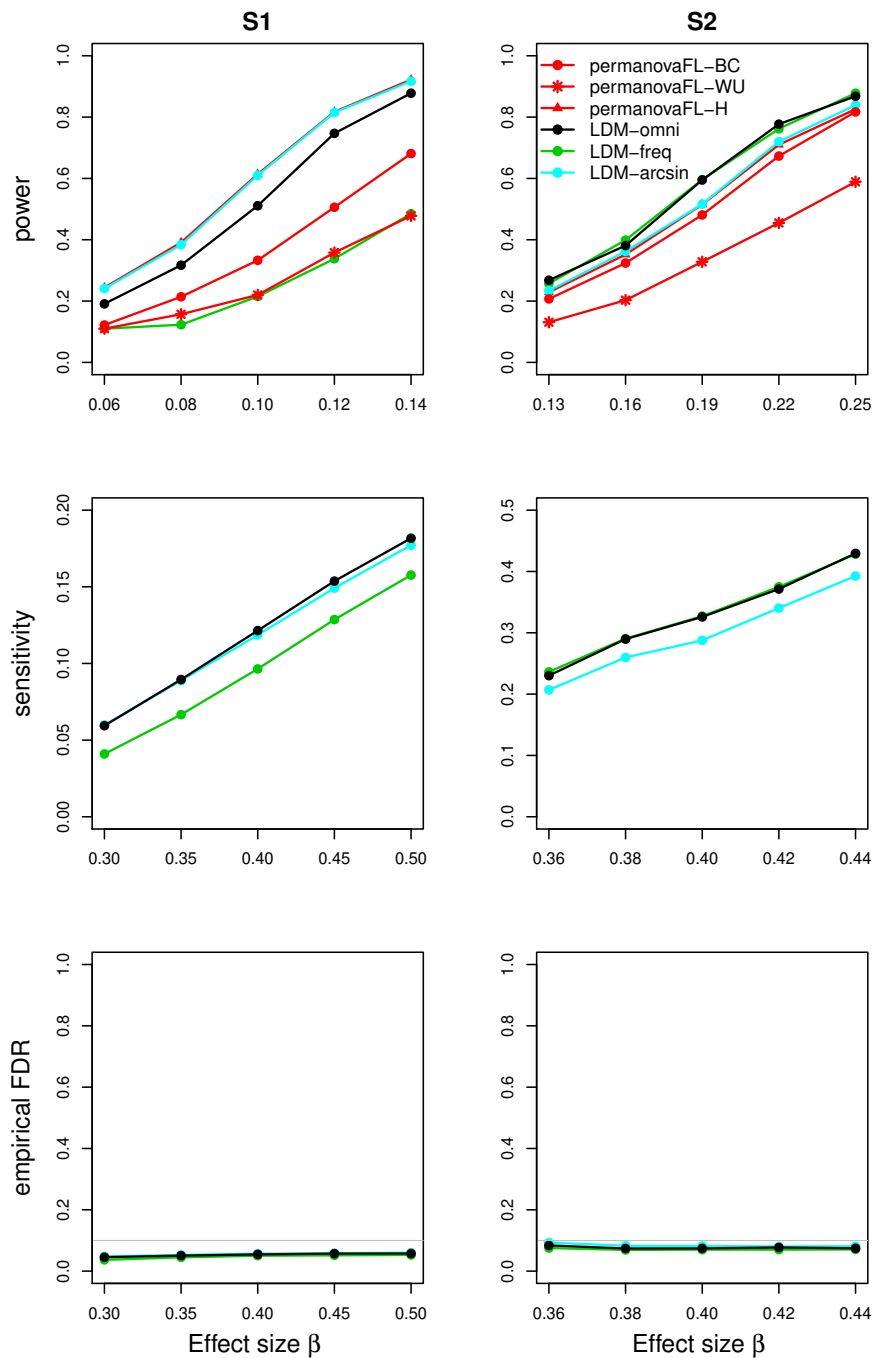 S1
S2
power
0.0 0.2 0.4 0.6 0.8 1.0
0.06 0.08 0.10 0.12 0.14
0.0 0.2 0.4 0.6 0.8 1.0
permanovaFL−BC
permanovaFL−WU
permanovaFL−H
LDM−omni
LDM−freq
LDM−arcsin
0.13 0.16 0.19 0.22 0.25
sensitivity
0.00 0.05 0.10 0.15 0.20
0.30 0.35 0.40 0.45 0.50
0.0 0.1 0.2 0.3 0.4 0.5
0.36 0.38 0.40 0.42 0.44
empirical FDR
0.0 0.2 0.4 0.6 0.8 1.0
0.30 0.35 0.40 0.45 0.50
Effect size β
0.0 0.2 0.4 0.6 0.8 1.0
0.36 0.38 0.40 0.42 0.44
Effect size β